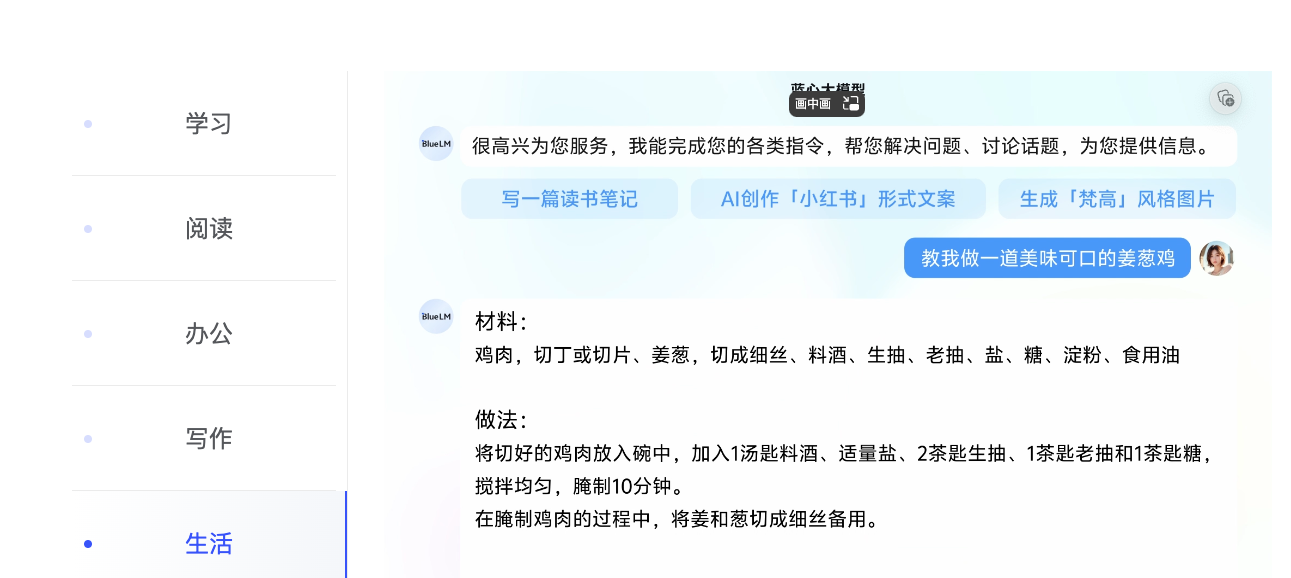 学习
阅读
办公
写作
生活
蓝心大模型
画中画
BlueLM
很高兴为您服务，我能完成您的各类指令，帮您解决问题、讨论话题，为您提供信息。
写一篇读书笔记
AI创作「小红书」形式文案
生成「梵高」风格图片
教我做一道美味可口的姜葱鸡
BlueLM
材料：
鸡肉，切丁或切片、姜葱，切成细丝、料酒、生抽、老抽、盐、糖、淀粉、食用油
做法：
将切好的鸡肉放入碗中，加入1汤匙料酒、适量盐、2茶匙生抽、1茶匙老抽和1茶匙糖，
搅拌均匀，腌制10分钟。
在腌制鸡肉的过程中，将姜和葱切成细丝备用。